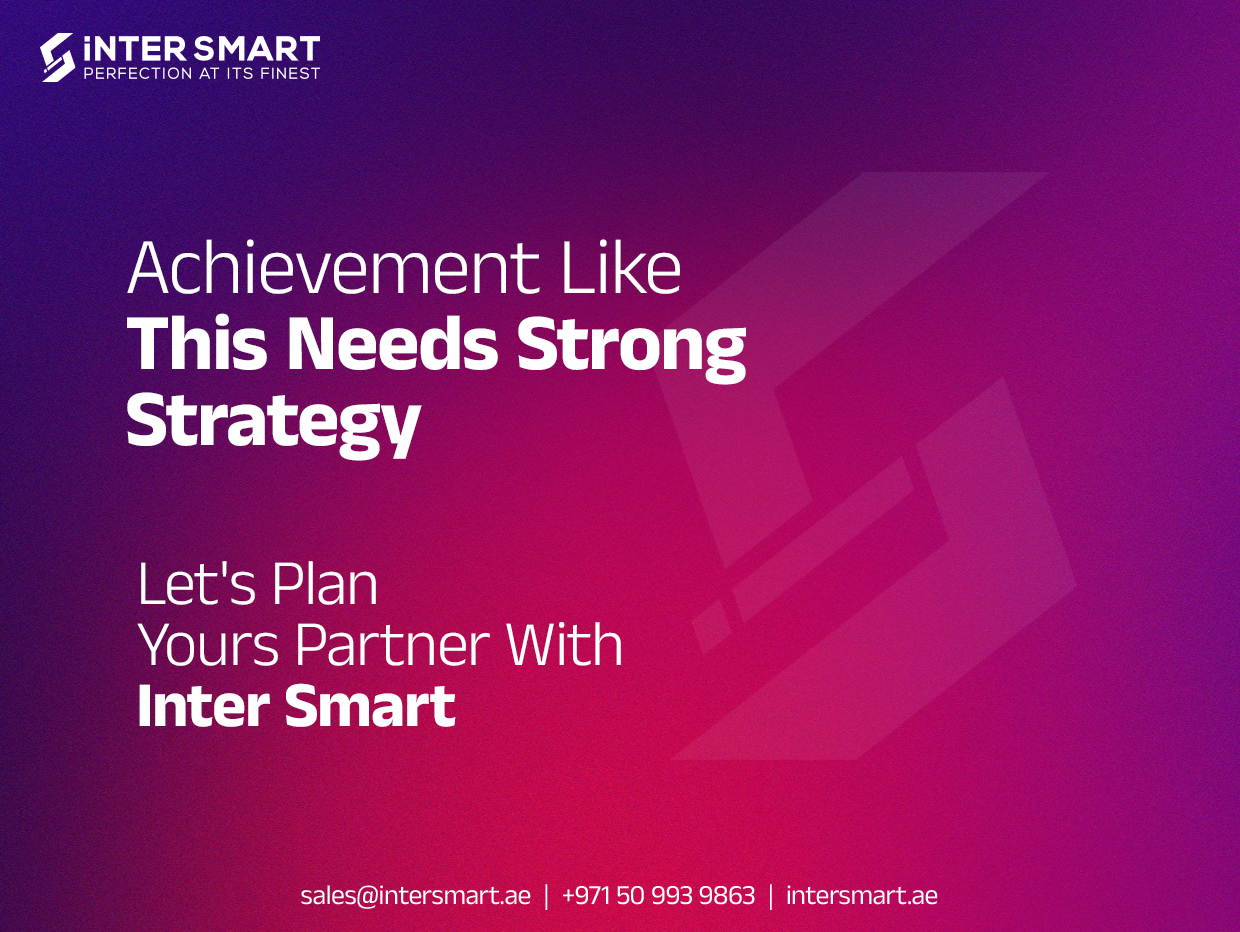 iNTER SMART
PERFECTION AT ITS FINEST
Achievement Like
This Needs Strong
Strategy
Let's Plan
Yours Partner With
Inter Smart
sales@intersmart.ae | +971 50 993 9863 | intersmart.ae